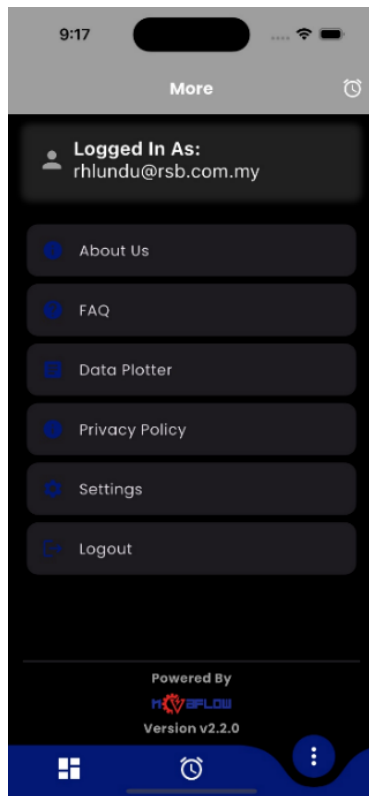 9:17
More
Logged In As:
rhlundu@rsb.com.my
About Us
FAQ
Data Plotter
Privacy Policy
Settings
Logout
Powered By
Version v2.2.0